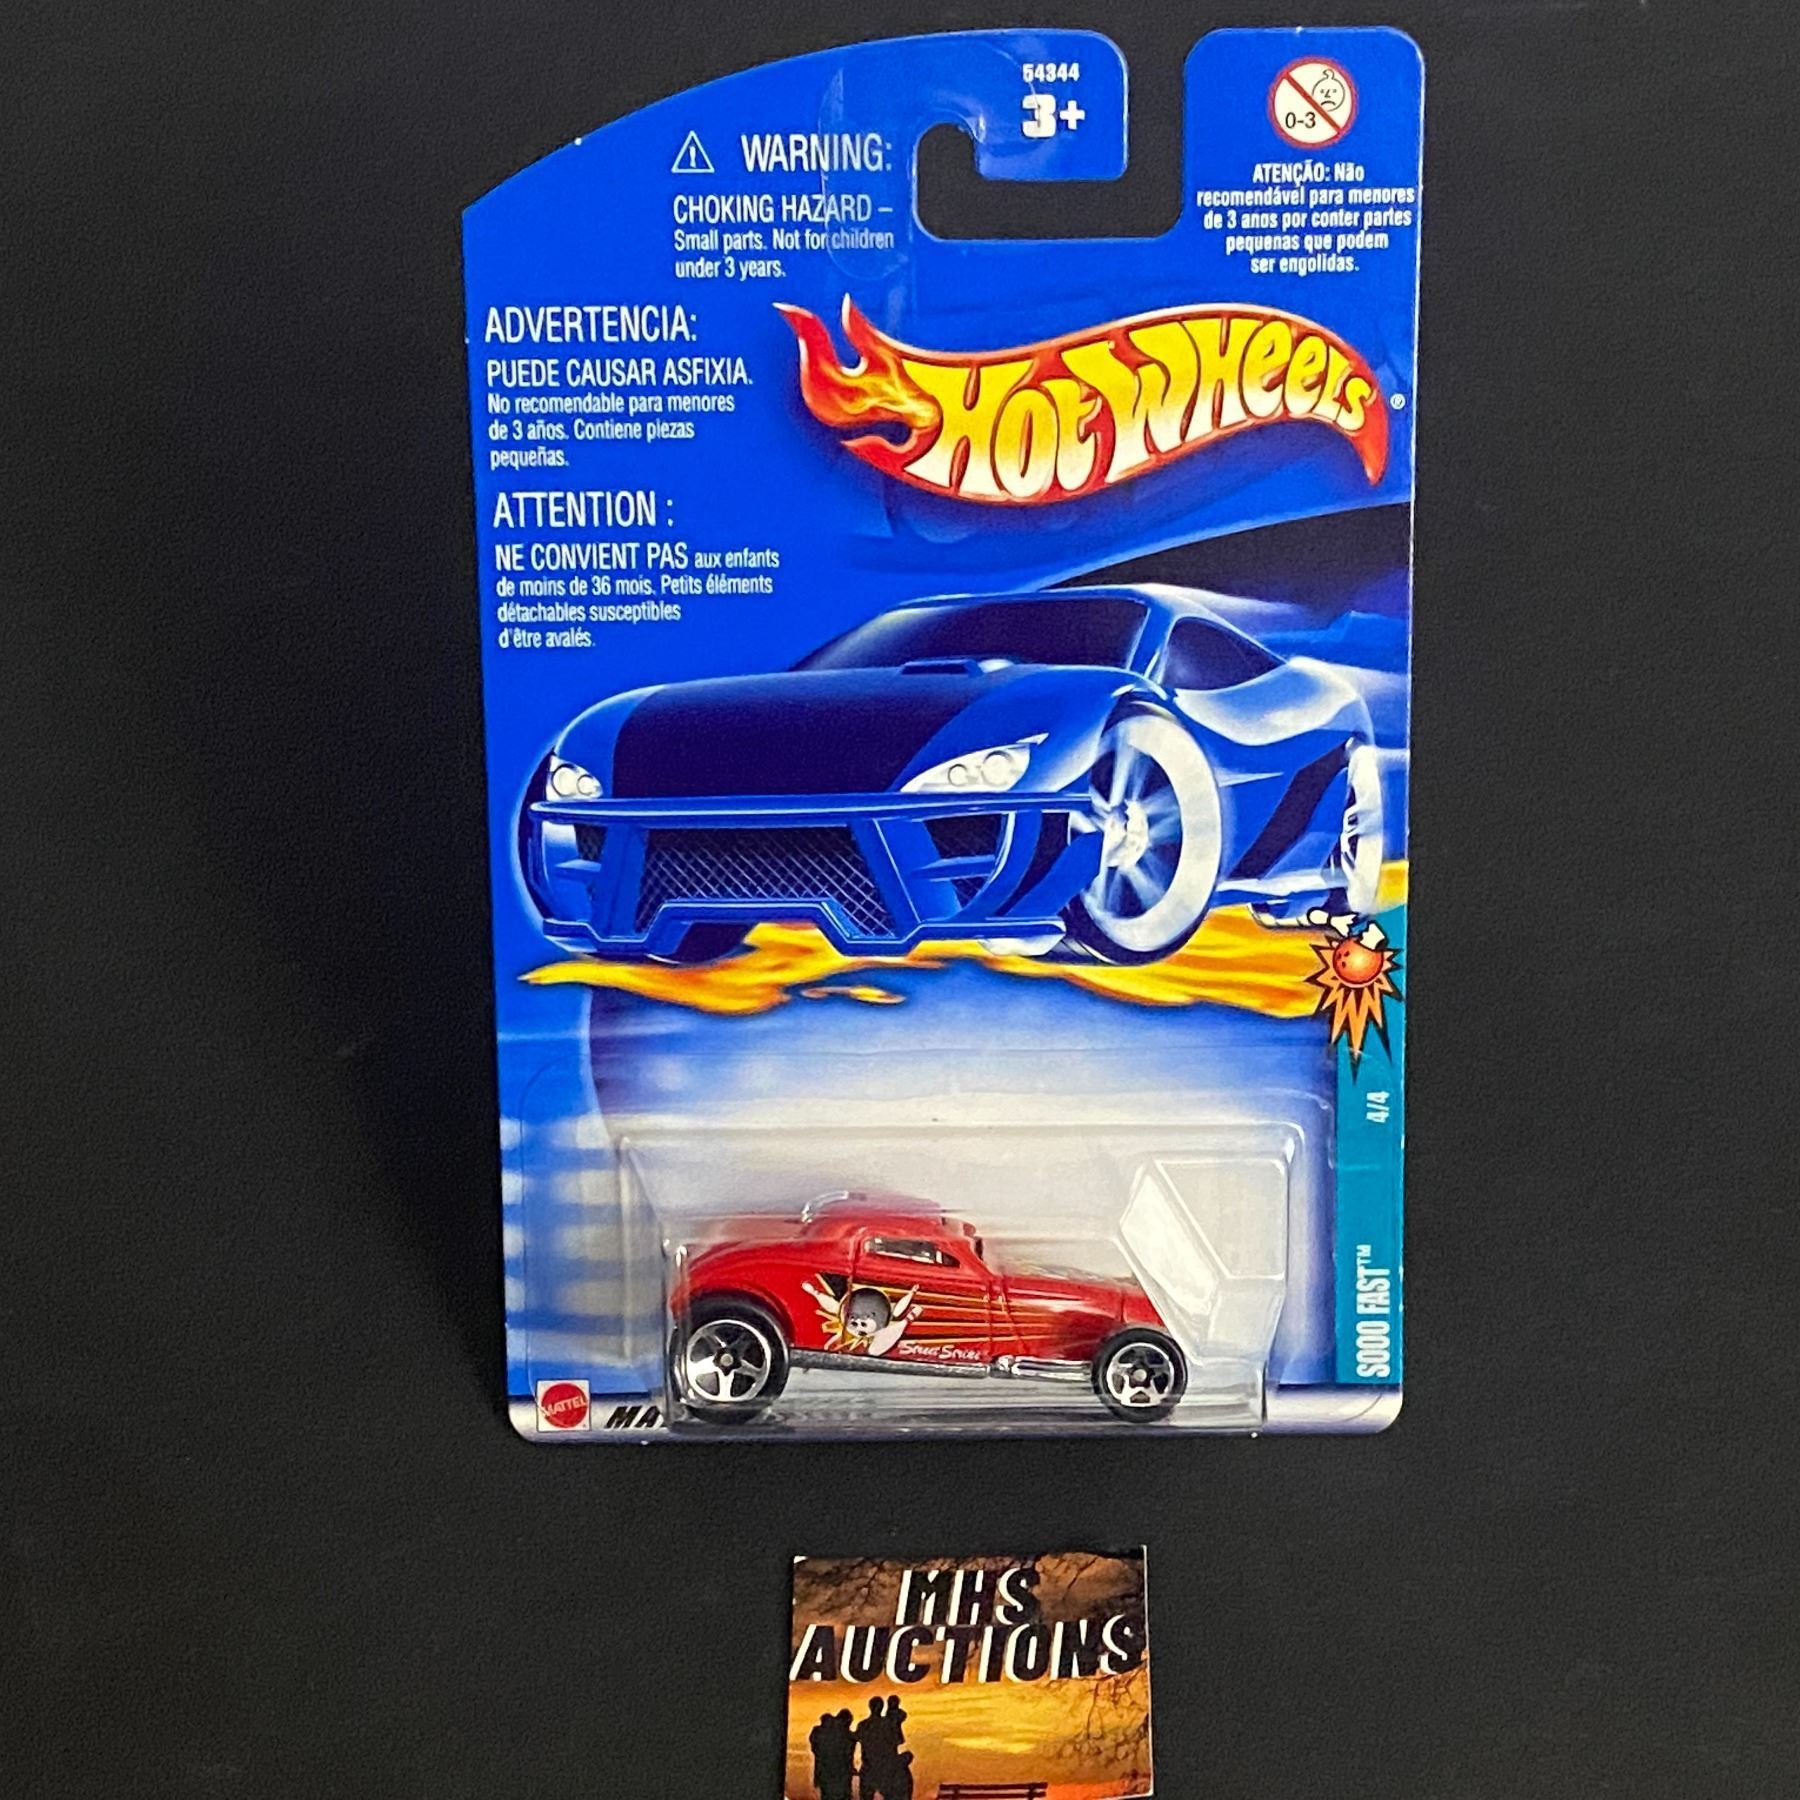 54344
3+
WARNING:
CHOKING HAZARD –
Small parts. Not for children
under 3 years.
0-3
ATENÇÃO: Não
recomendável para menores
de 3 anos por conter partes
pequenas que podem
ser engolidas.
ADVERTENCIA:
PUEDE CAUSAR ASFIXIA.
No recomendable para menores
de 3 años. Contiene piezas
pequeñas.
ATTENTION :
NE CONVIENT PAS aux enfants
de moins de 36 mois. Petits éléments
détachables susceptibles
d'être avalés.
HOT WHEELS®
4/4
SOOO FAST™
Street Series
MATTEL
MHS
AUCTIONS